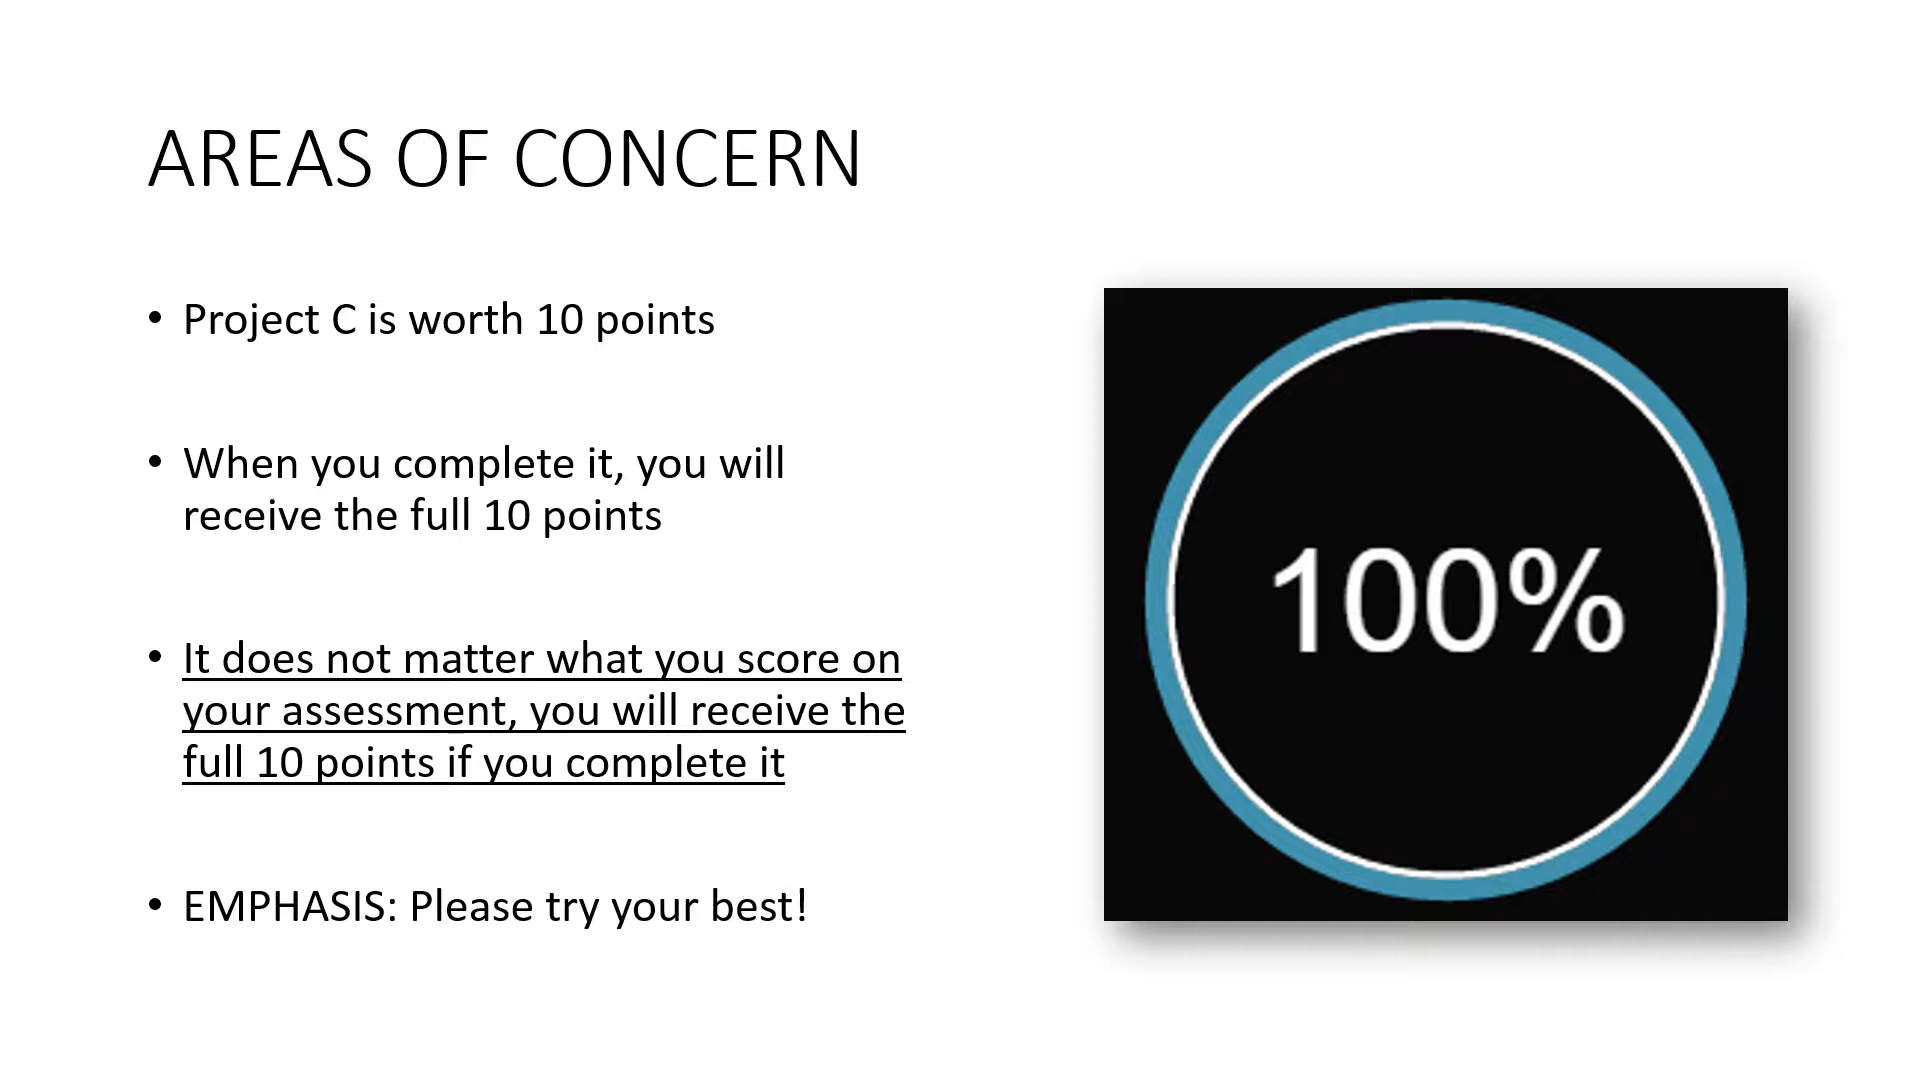 AREAS OF CONCERN
• Project C is worth 10 points
• When you complete it, you will
receive the full 10 points
• It does not matter what you score on
your assessment, you will receive the
full 10 points if you complete it
• EMPHASIS: Please try your best!
100%